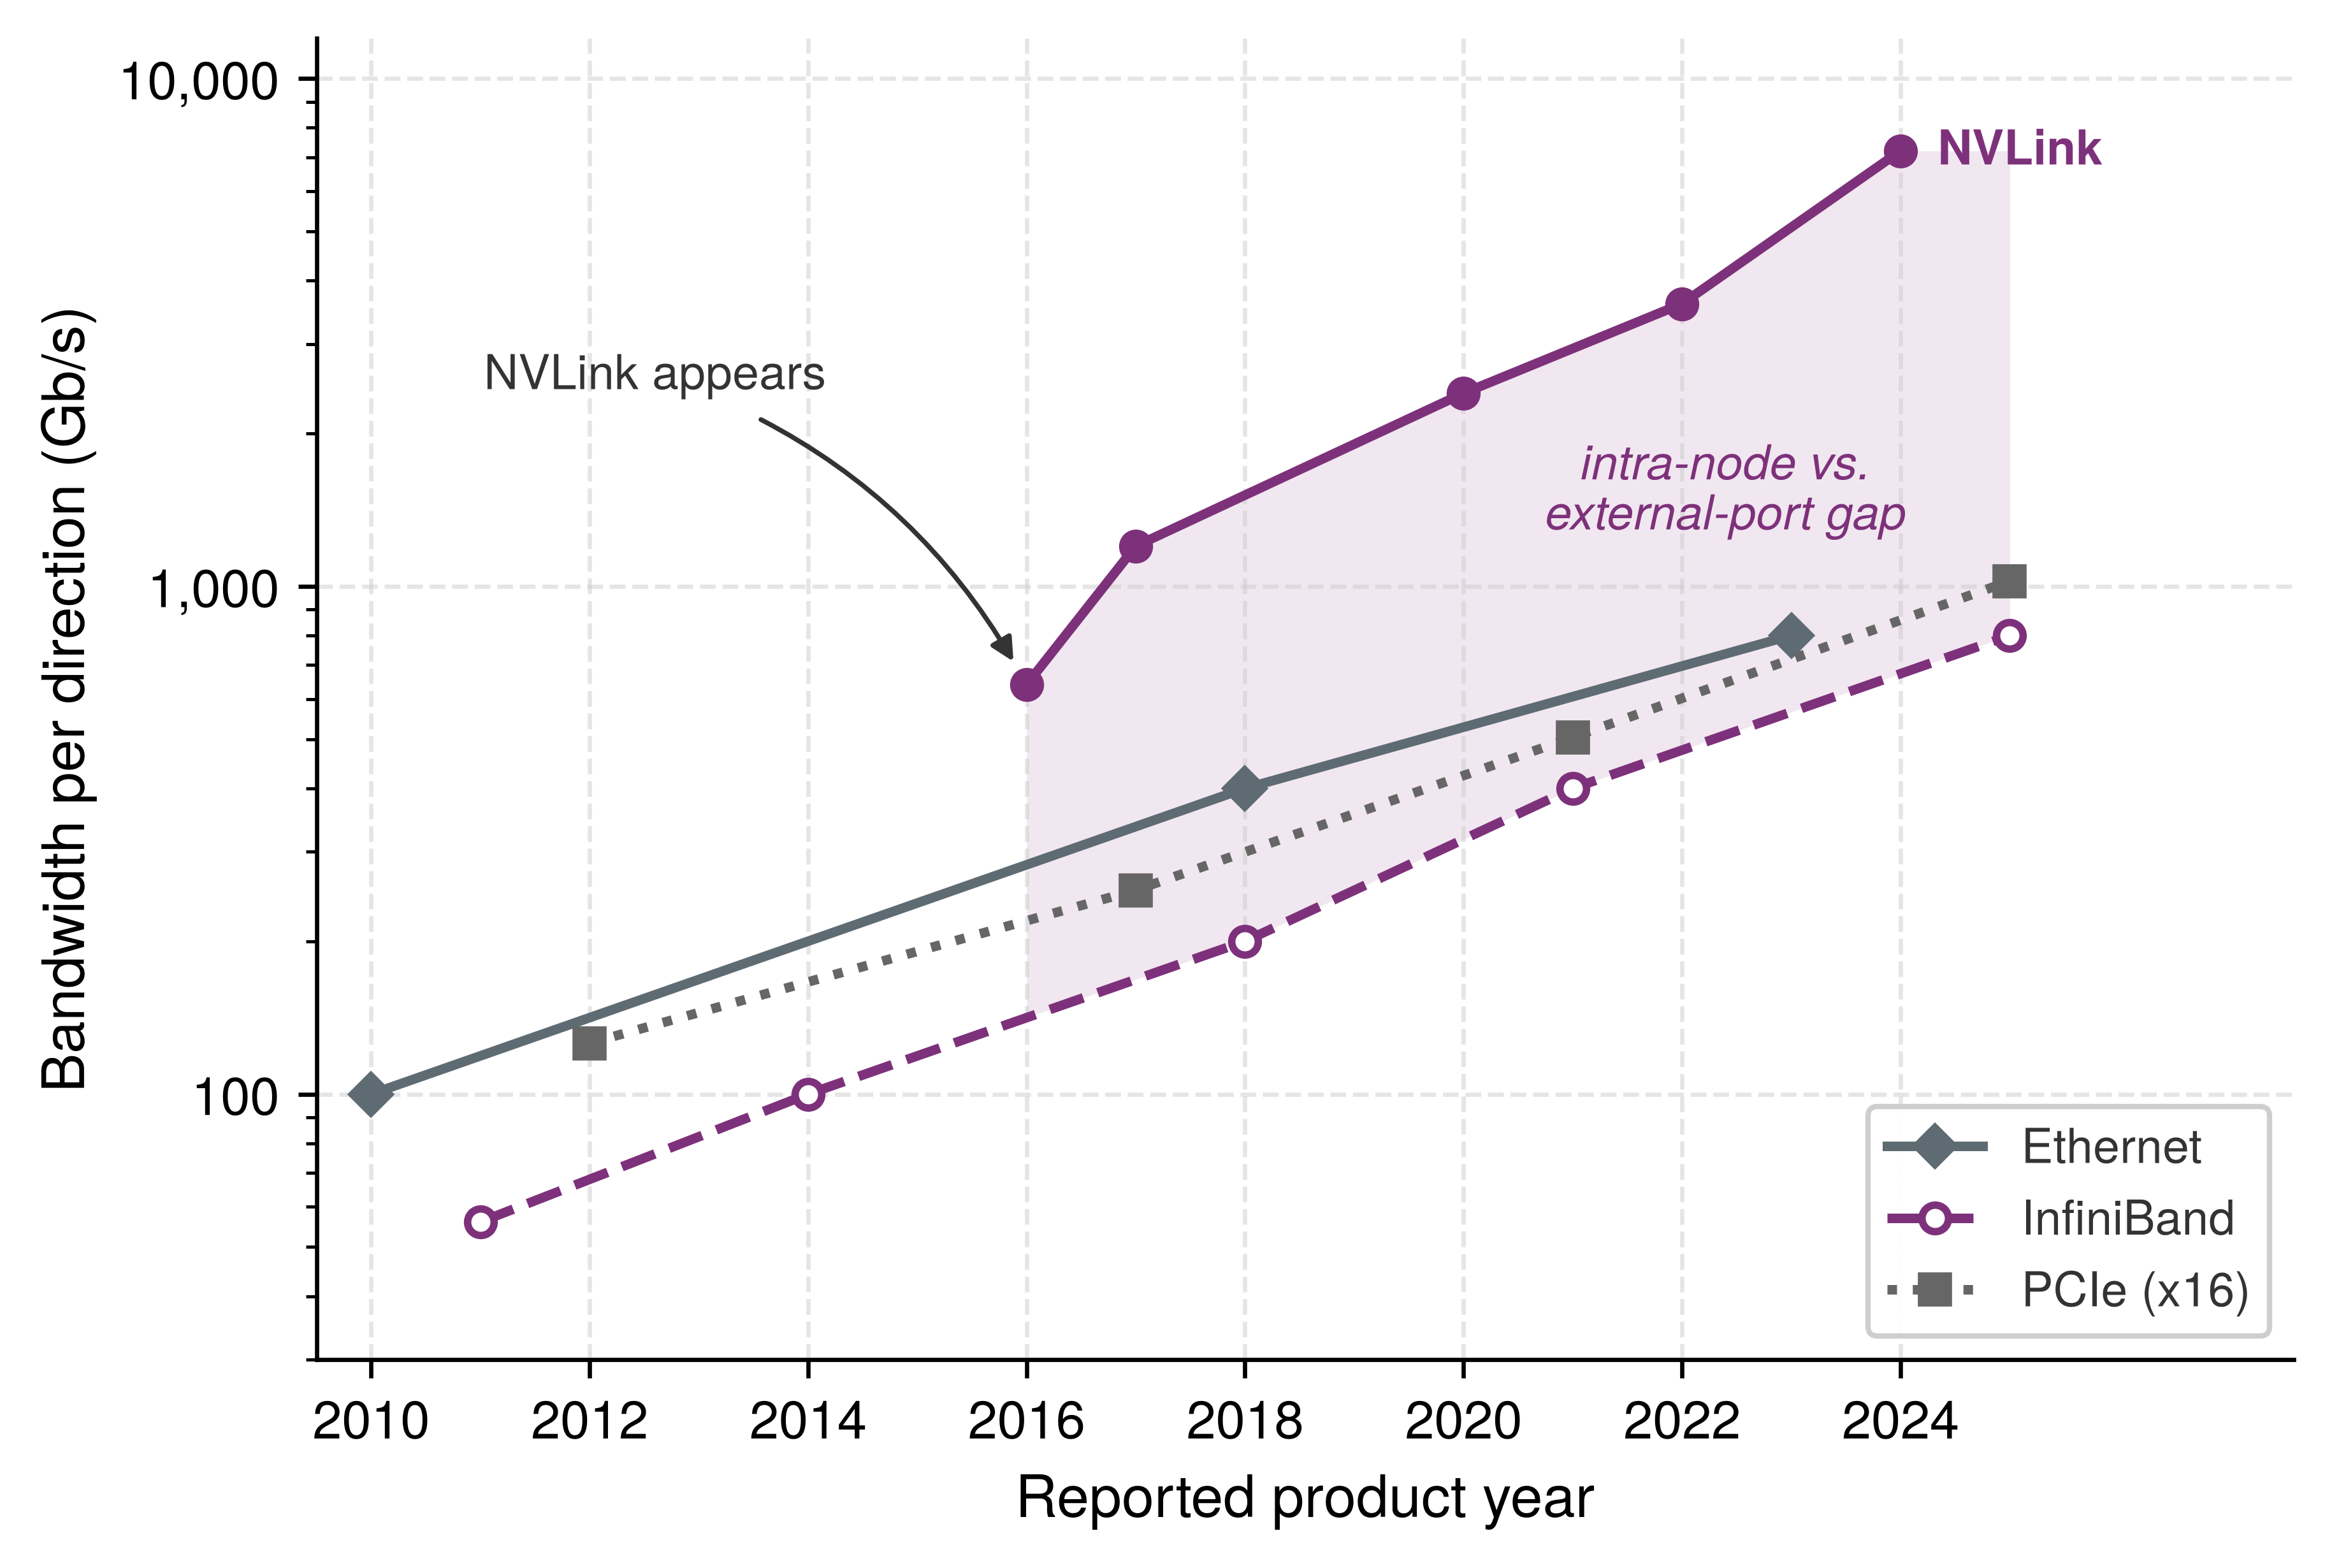 10,000
1,000
100
Bandwidth per direction (Gb/s)
NVLink
NVLink appears
intra-node vs.
external-port gap
Ethernet
InfiniBand
PCIe (x16)
2010
2012
2014
2016
2018
2020
2022
2024
Reported product year